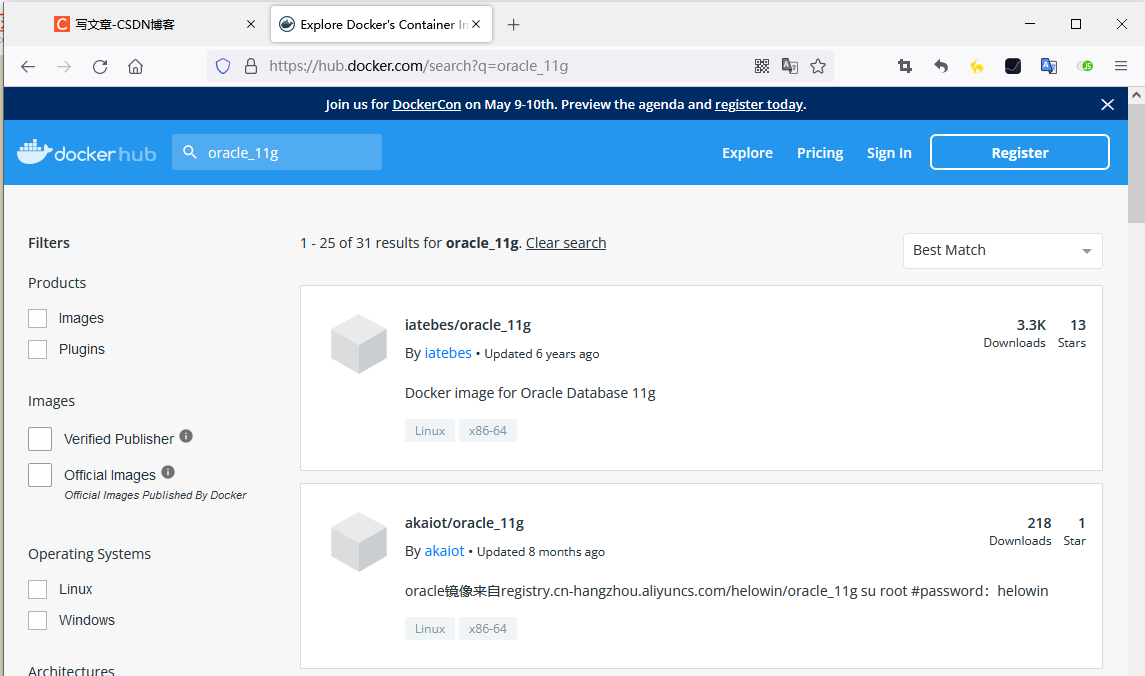 写文章-CSDN博客
Explore Docker's Container In
https://hub.docker.com/search?q=oracle_11g
Join us for DockerCon on May 9-10th. Preview the agenda and register today.
docker hub
oracle_11g
Explore
Pricing
Sign In
Register
Filters
1 - 25 of 31 results for oracle_11g. Clear search
Best Match
Products
Images
Plugins
Images
Verified Publisher
Official Images
Official Images Published By Docker
Operating Systems
Linux
Windows
Architectures
iatebes/oracle_11g
3.3K
13
By iatebes • Updated 6 years ago
Downloads
Stars
Docker image for Oracle Database 11g
Linux
x86-64
akaiot/oracle_11g
218
1
By akaiot • Updated 8 months ago
Downloads
Star
oracle镜像来自registry.cn-hangzhou.aliyuncs.com/helowin/oracle_11g su root #password：helowin
Linux
x86-64